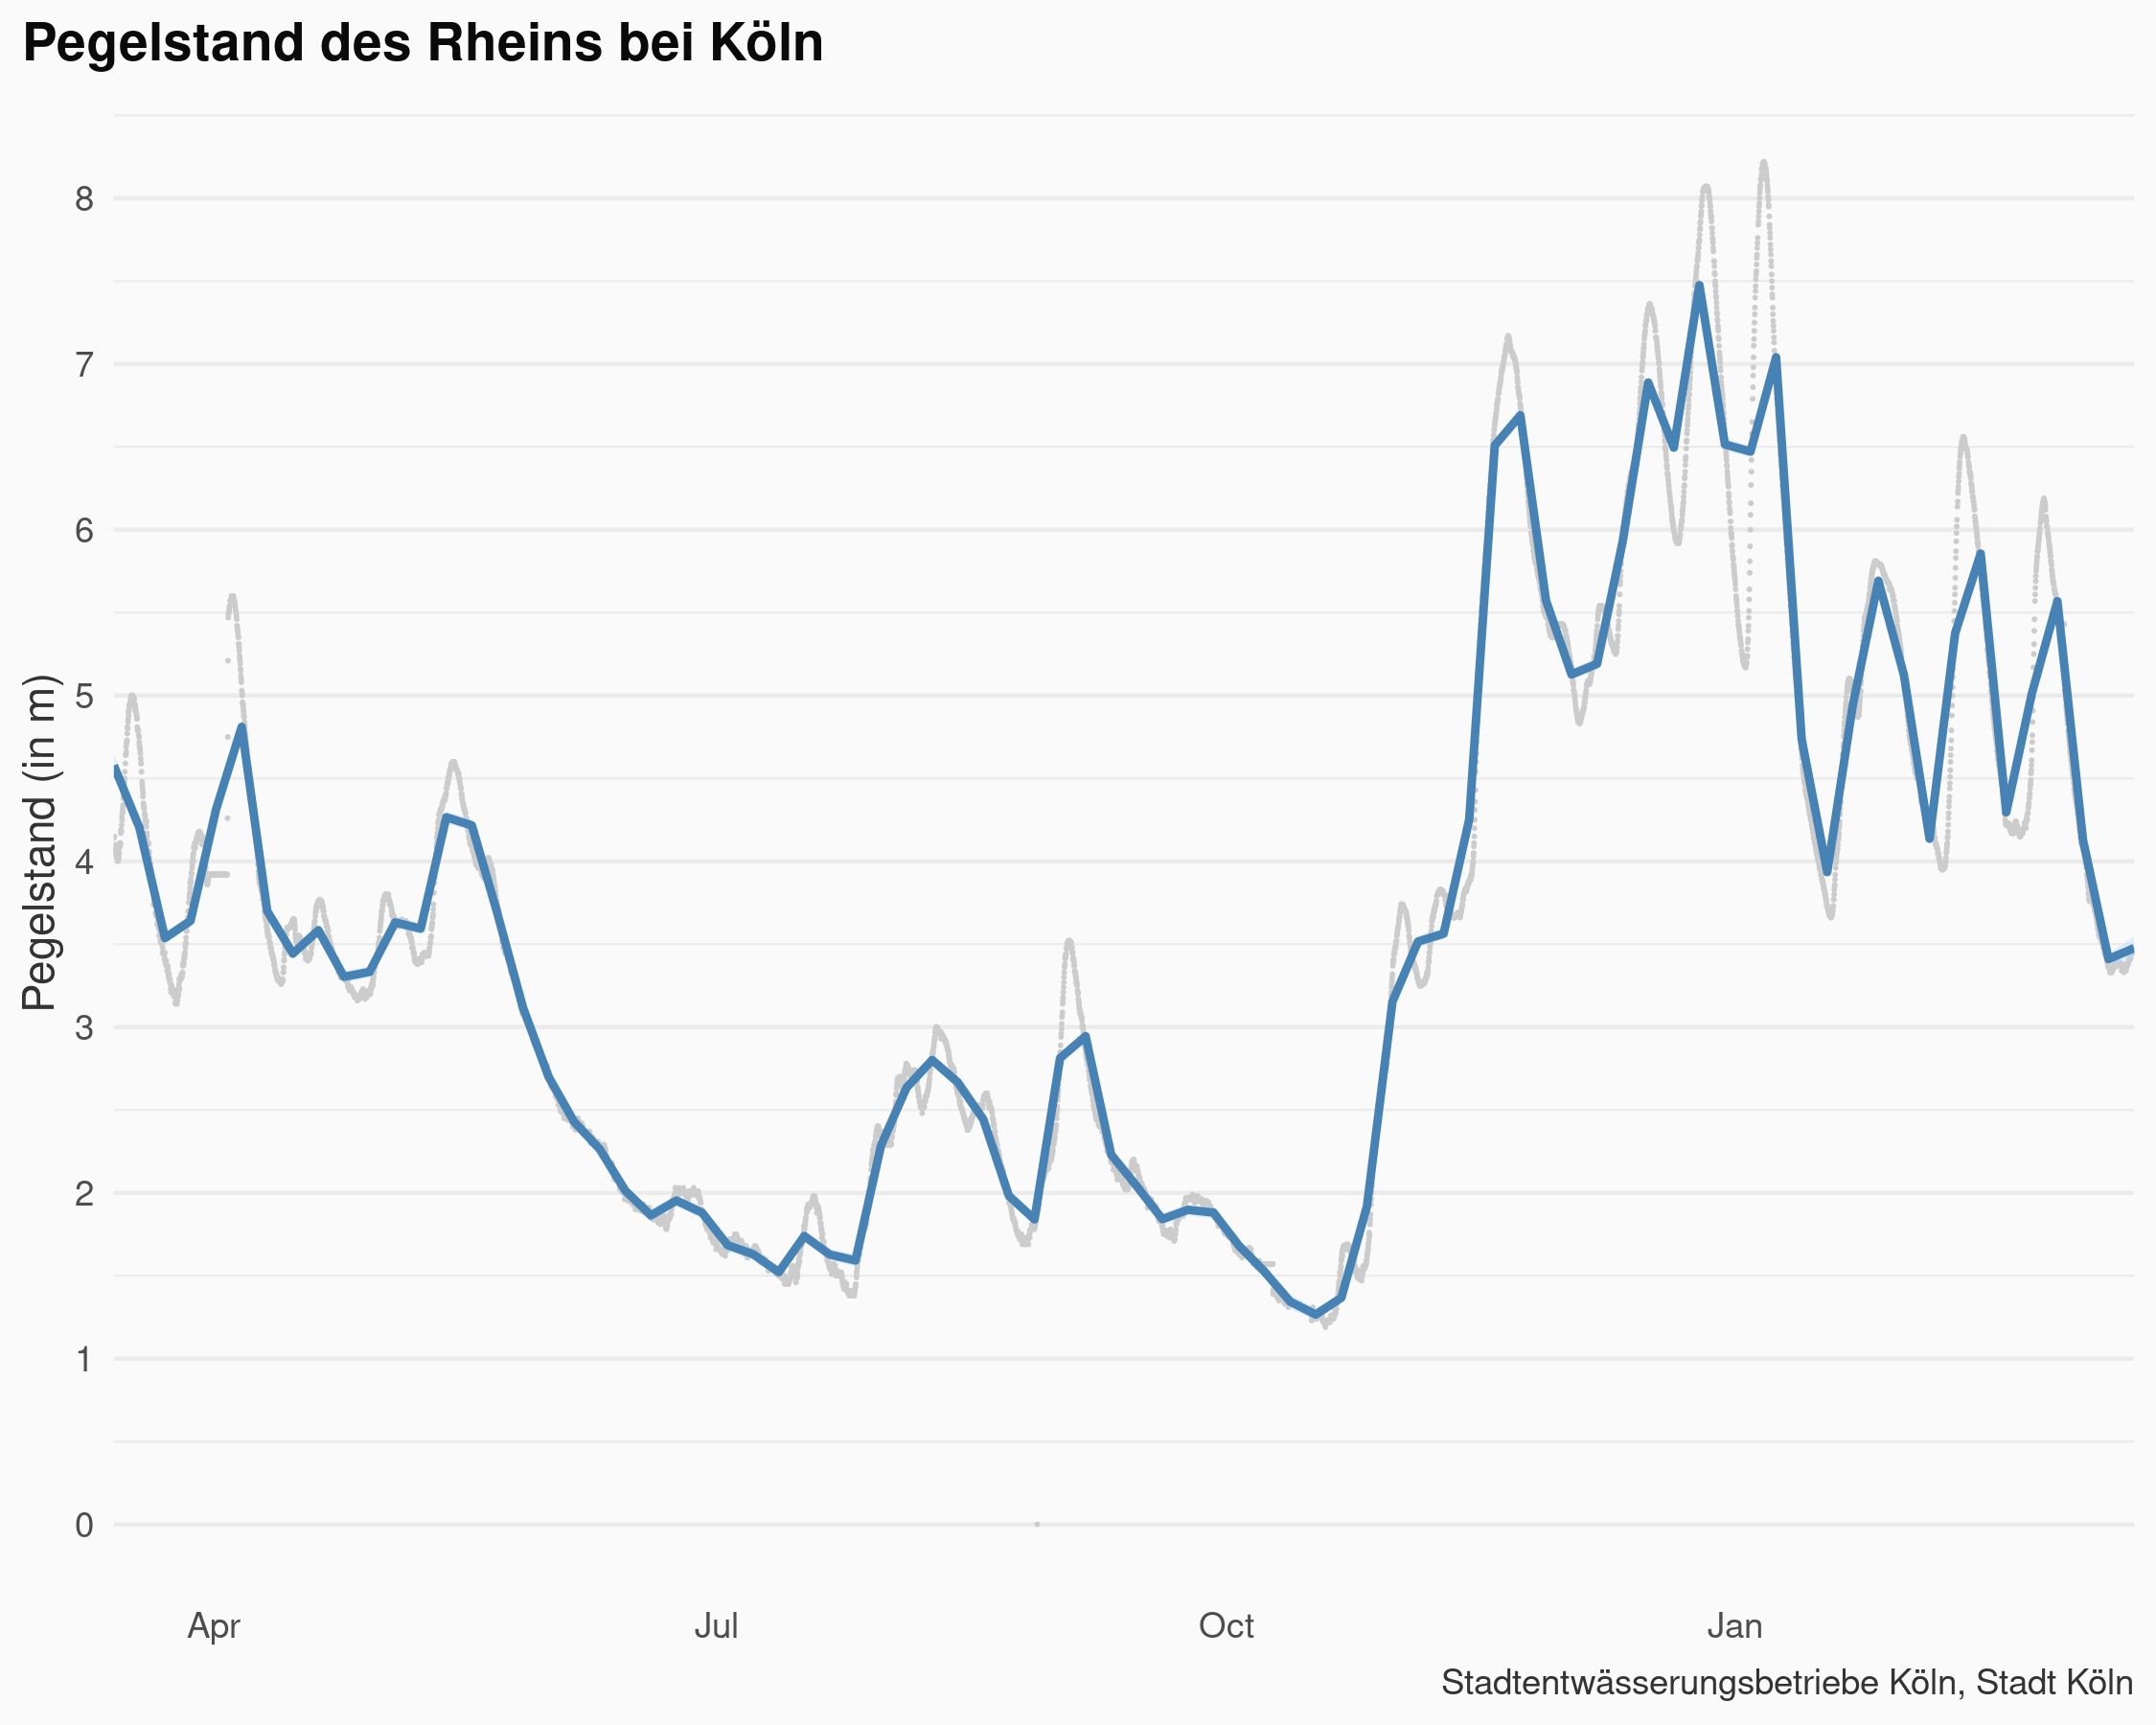 Pegelstand des Rheins bei Köln
Pegelstand (in m)
8
7
6
5
4
3
2
1
0
Apr Jul Oct Jan
Stadtentwässerungsbetriebe Köln, Stadt Köln